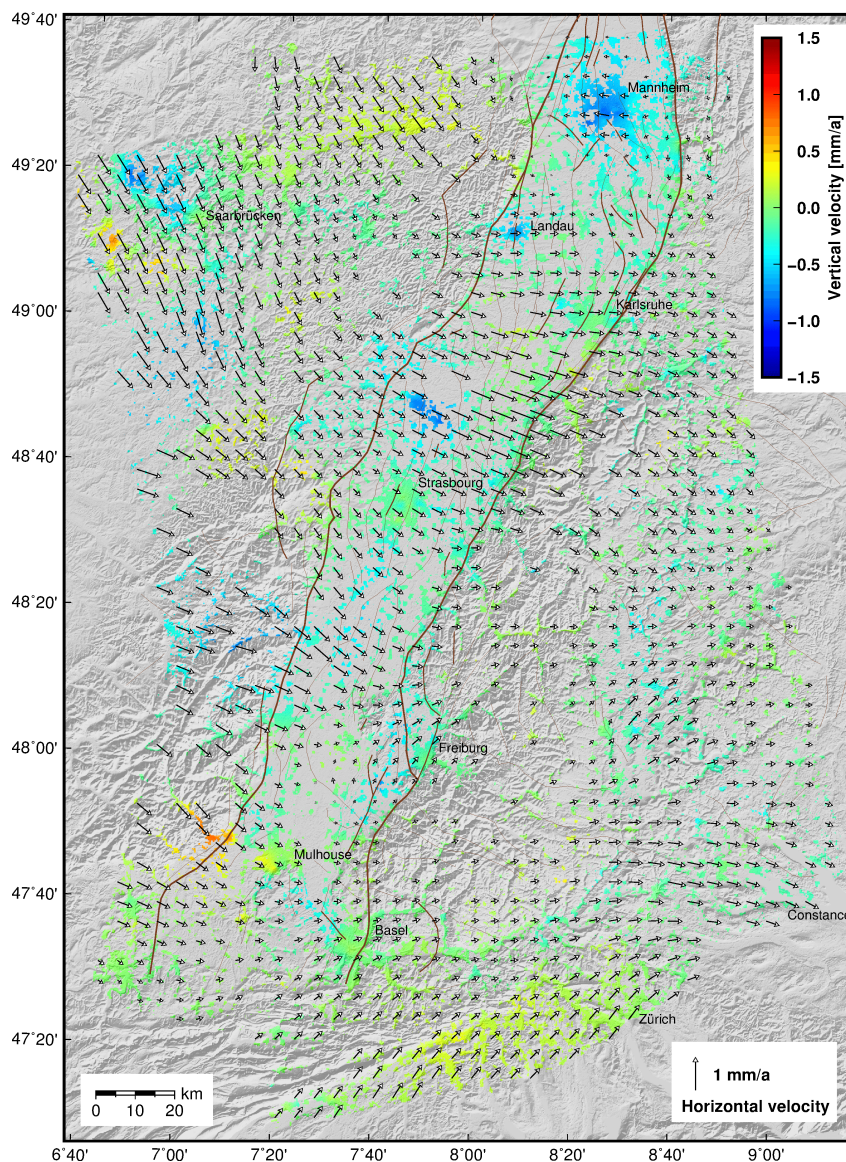 49˚40'
49˚20'
49˚00'
48˚40'
48˚20'
48˚00'
47˚40'
47˚20'
6˚40'
7˚00'
7˚20'
7˚40'
8˚00'
8˚20'
8˚40'
9˚00'
1.5
1.0
0.5
0.0
−0.5
−1.0
−1.5
Vertical velocity [mm/a]
Mannheim
Saarbrücken
Landau
Karlsruhe
Strasbourg
Freiburg
Mulhouse
Basel
Constance
Zürich
km
0 10 20
1 mm/a
Horizontal velocity